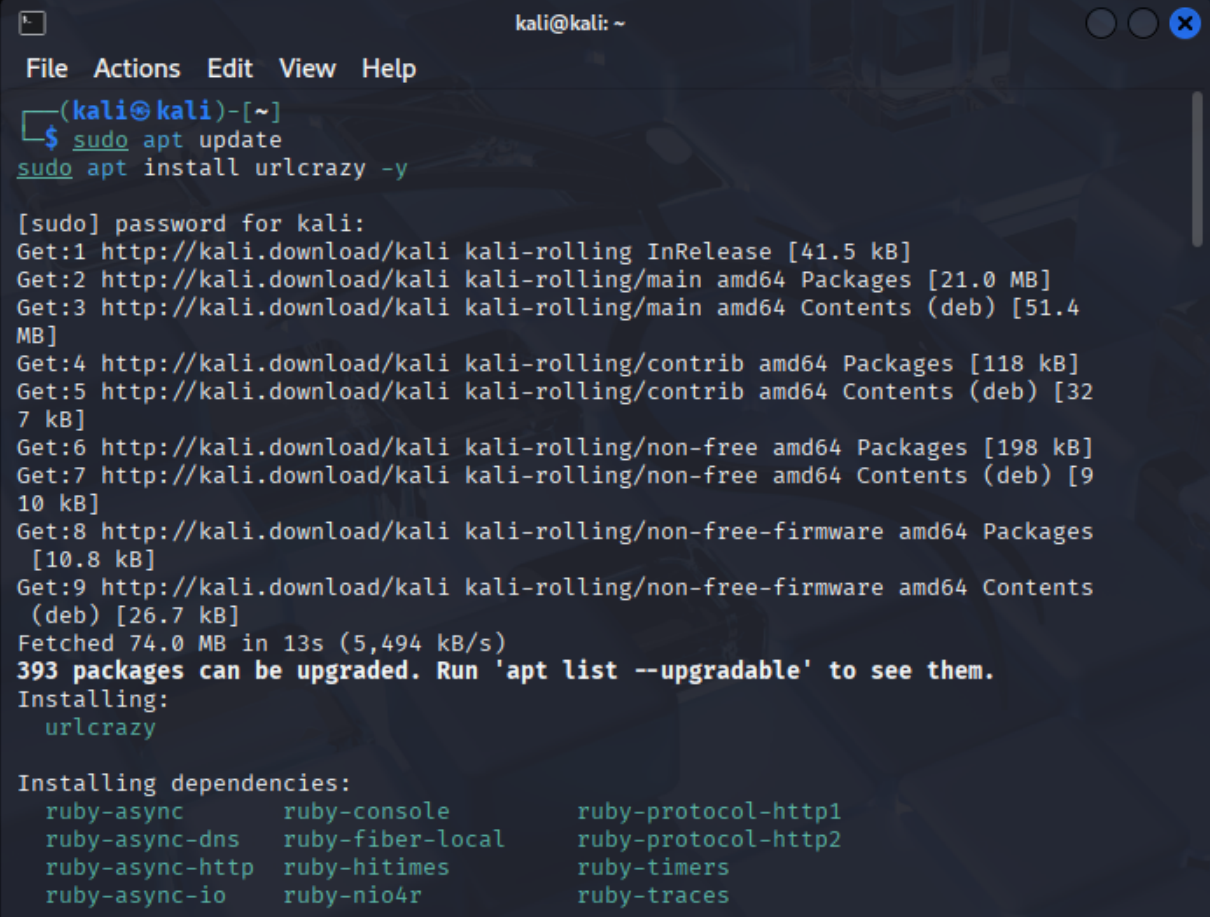 kali@kali: ~
File Actions Edit View Help
┌──(kali㉿kali)-[~]
└─$ sudo apt update
sudo apt install urlcrazy -y
[sudo] password for kali:
Get:1 http://kali.download/kali kali-rolling InRelease [41.5 kB]
Get:2 http://kali.download/kali kali-rolling/main amd64 Packages [21.0 MB]
Get:3 http://kali.download/kali kali-rolling/main amd64 Contents (deb) [51.4
MB]
Get:4 http://kali.download/kali kali-rolling/contrib amd64 Packages [118 kB]
Get:5 http://kali.download/kali kali-rolling/contrib amd64 Contents (deb) [32
7 kB]
Get:6 http://kali.download/kali kali-rolling/non-free amd64 Packages [198 kB]
Get:7 http://kali.download/kali kali-rolling/non-free amd64 Contents (deb) [9
10 kB]
Get:8 http://kali.download/kali kali-rolling/non-free-firmware amd64 Packages
 [10.8 kB]
Get:9 http://kali.download/kali kali-rolling/non-free-firmware amd64 Contents
 (deb) [26.7 kB]
Fetched 74.0 MB in 13s (5,494 kB/s)
393 packages can be upgraded. Run 'apt list --upgradable' to see them.
Installing:
  urlcrazy
Installing dependencies:
  ruby-async       ruby-console         ruby-protocol-http1
  ruby-async-dns   ruby-fiber-local     ruby-protocol-http2
  ruby-async-http  ruby-hitimes         ruby-timers
  ruby-async-io    ruby-nio4r           ruby-traces